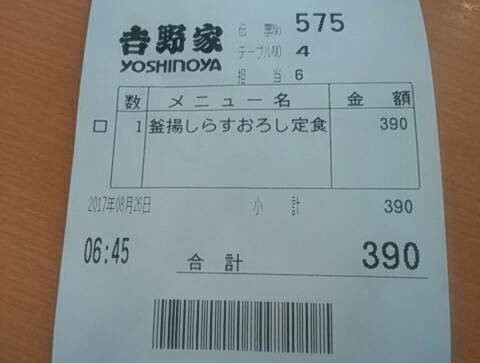 吉野家
YOSHINOYA
伝票No 575
テーブルNO 4
担当 6
数 メニュー名 金額
□ 1 釜揚しらすおろし定食 390
2017年08月26日 小計 390
06:45 合計 390